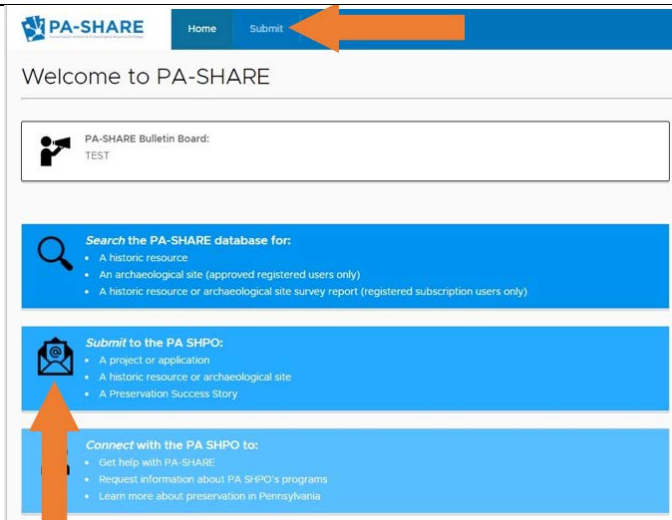 PA-SHARE
Home
Submit
Welcome to PA-SHARE
PA-SHARE Bulletin Board:
TEST
Search the PA-SHARE database for:
• A historic resource
• An archaeological site (approved registered users only)
• A historic resource or archaeological site survey report (registered subscription users only)
@
Submit to the PA SHPO:
• A project or application
• A historic resource or archaeological site
• A Preservation Success Story
Connect with the PA SHPO to:
• Get help with PA-SHARE
• Request information about PA SHPO's programs
• Learn more about preservation in Pennsylvania